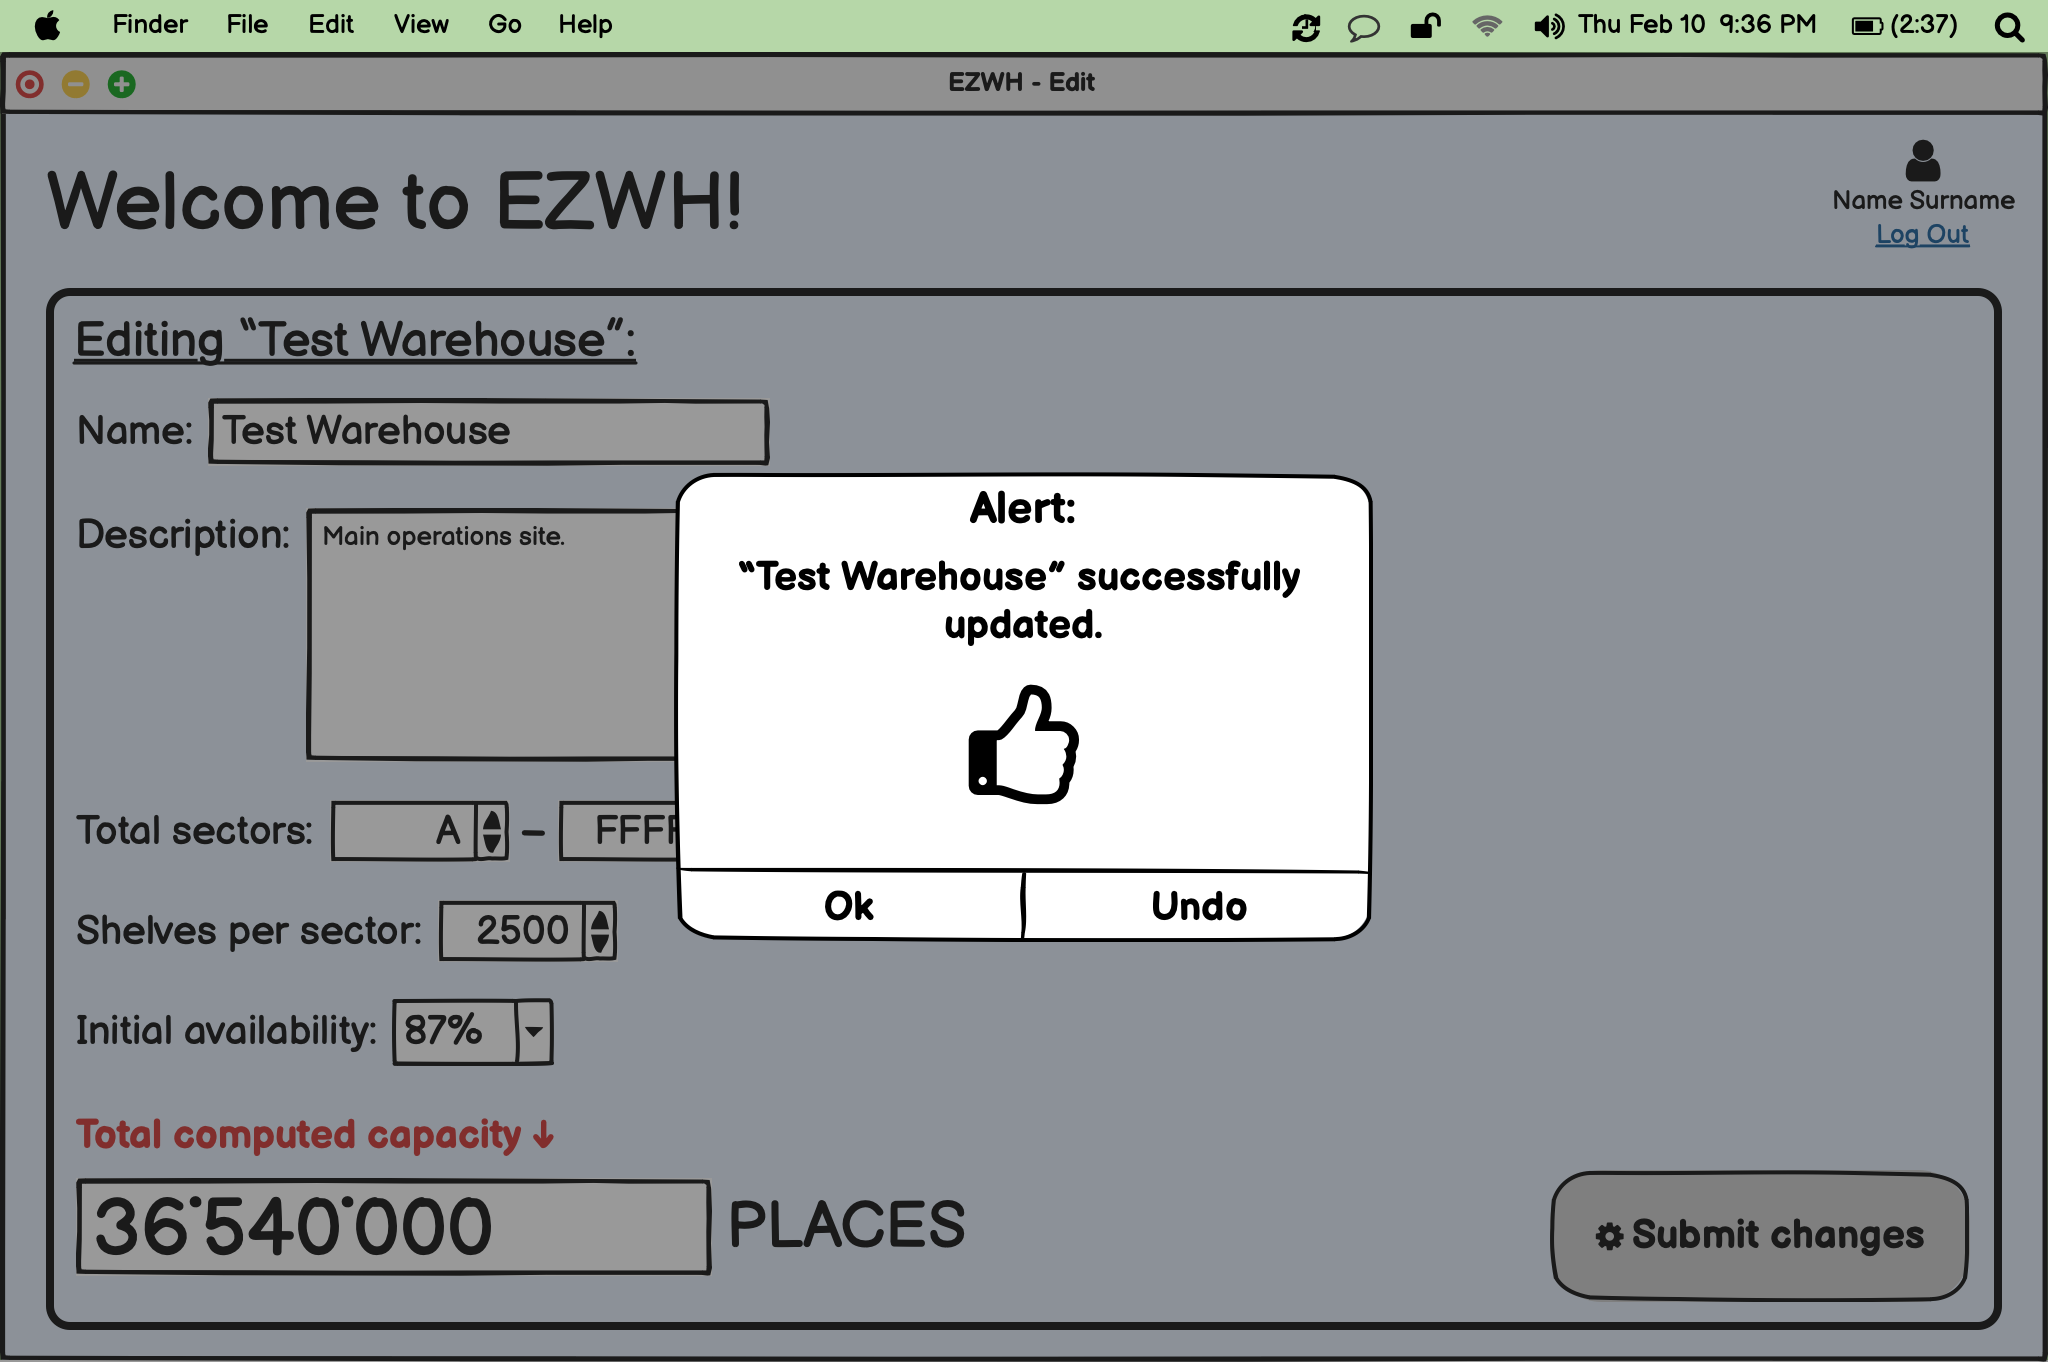 Finder File Edit View Go Help Thu Feb 10 9:36 PM (2:37)
EZWH - Edit
Welcome to EZWH!
Name Surname
Log Out
Editing “Test Warehouse”:
Name: Test Warehouse
Description: Main operations site.
Alert:
“Test Warehouse” successfully
updated.
Ok Undo
Total sectors: A - FFFF
Shelves per sector: 2500
Initial availability: 87%
Total computed capacity ↓
36˙540˙000 PLACES
Submit changes